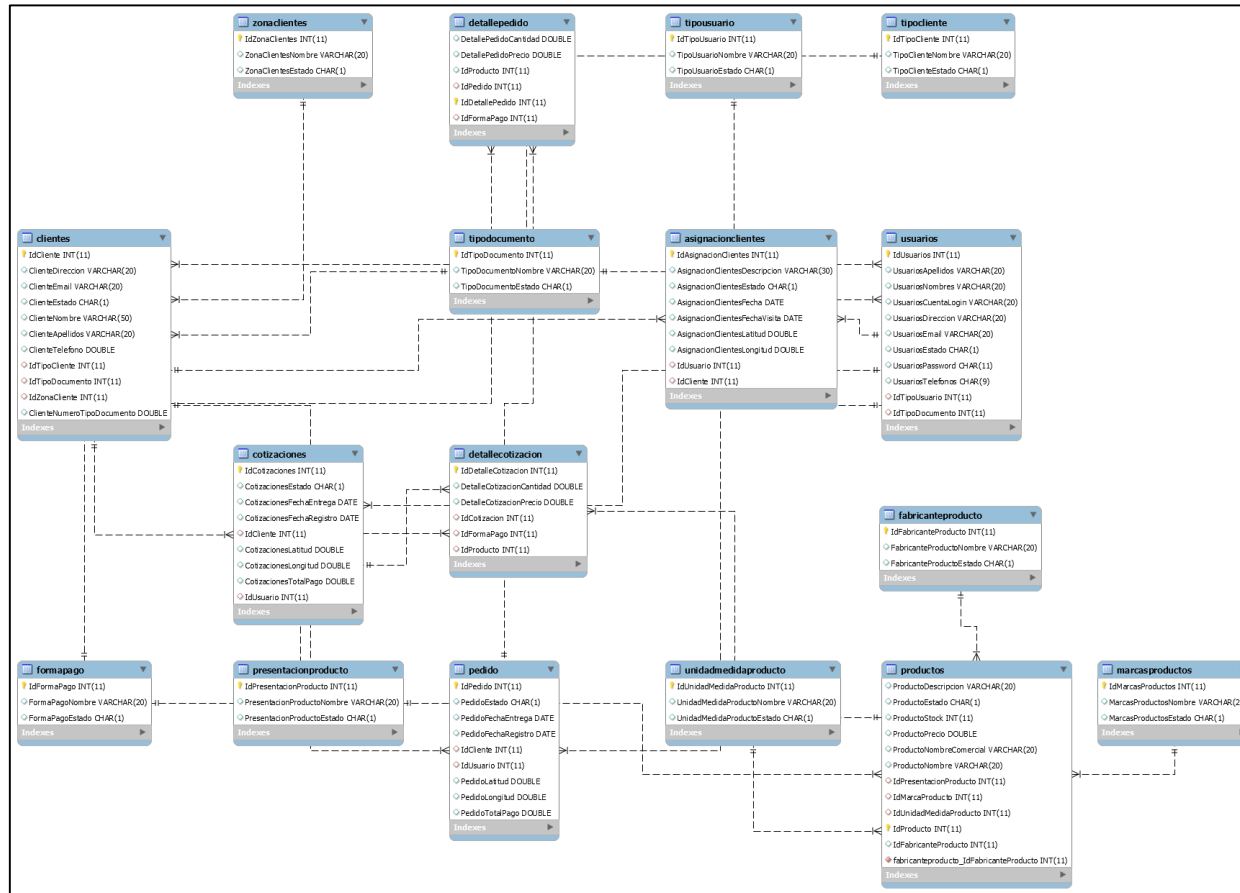 zonaclientes
IdZonaClientes INT(11)
ZonaClientesNombre VARCHAR(20)
ZonaClientesEstado CHAR(1)
Indexes
detallepedido
DetallePedidoCantidad DOUBLE
DetallePedidoPrecio DOUBLE
IdProducto INT(11)
IdPedido INT(11)
IdDetallePedido INT(11)
IdFormaPago INT(11)
Indexes
tipousuario
IdTipoUsuario INT(11)
TipoUsuarioNombre VARCHAR(20)
TipoUsuarioEstado CHAR(1)
Indexes
tipocliente
IdTipoCliente INT(11)
TipoClienteNombre VARCHAR(20)
TipoClienteEstado CHAR(1)
Indexes
clientes
IdCliente INT(11)
ClienteDireccion VARCHAR(20)
ClienteEmail VARCHAR(20)
ClienteEstado CHAR(1)
ClienteNombre VARCHAR(50)
ClienteApellidos VARCHAR(20)
ClienteTelefono DOUBLE
IdTipoCliente INT(11)
IdTipoDocumento INT(11)
IdZonaCliente INT(11)
ClienteNumeroTipoDocumento DOUBLE
Indexes
tipodocumento
IdTipoDocumento INT(11)
TipoDocumentoNombre VARCHAR(20)
TipoDocumentoEstado CHAR(1)
Indexes
asignacionclientes
IdAsignacionClientes INT(11)
AsignacionClientesDescripcion VARCHAR(30)
AsignacionClientesEstado CHAR(1)
AsignacionClientesFecha DATE
AsignacionClientesFechaVisita DATE
AsignacionClientesLatitud DOUBLE
AsignacionClientesLongitud DOUBLE
IdUsuario INT(11)
IdCliente INT(11)
Indexes
usuarios
IdUsuarios INT(11)
UsuariosApellidos VARCHAR(20)
UsuariosNombres VARCHAR(20)
UsuariosCuentaLogin VARCHAR(20)
UsuariosDireccion VARCHAR(20)
UsuariosEmail VARCHAR(20)
UsuariosEstado CHAR(1)
UsuariosPassword CHAR(11)
UsuariosTelefonos CHAR(9)
IdTipoUsuario INT(11)
IdTipoDocumento INT(11)
Indexes
cotizaciones
IdCotizaciones INT(11)
CotizacionesEstado CHAR(1)
CotizacionesFechaEntrega DATE
CotizacionesFechaRegistro DATE
IdCliente INT(11)
CotizacionesLatitud DOUBLE
CotizacionesLongitud DOUBLE
CotizacionesTotalPago DOUBLE
IdUsuario INT(11)
Indexes
detallecotizacion
IdDetalleCotizacion INT(11)
DetalleCotizacionCantidad DOUBLE
DetalleCotizacionPrecio DOUBLE
IdCotizacion INT(11)
IdFormaPago INT(11)
IdProducto INT(11)
Indexes
fabricanteproducto
IdFabricanteProducto INT(11)
FabricanteProductoNombre VARCHAR(20)
FabricanteProductoEstado CHAR(1)
Indexes
formapago
IdFormaPago INT(11)
FormaPagoNombre VARCHAR(20)
FormaPagoEstado CHAR(1)
Indexes
presentacionproducto
IdPresentacionProducto INT(11)
PresentacionProductoNombre VARCHAR(20)
PresentacionProductoEstado CHAR(1)
Indexes
pedido
IdPedido INT(11)
PedidoEstado CHAR(1)
PedidoFechaEntrega DATE
PedidoFechaRegistro DATE
IdCliente INT(11)
IdUsuario INT(11)
PedidoLatitud DOUBLE
PedidoLongitud DOUBLE
PedidoTotalPago DOUBLE
Indexes
unidadmedidaproducto
IdUnidadMedidaProducto INT(11)
UnidadMedidaProductoNombre VARCHAR(20)
UnidadMedidaProductoEstado CHAR(1)
Indexes
productos
ProductoDescripcion VARCHAR(20)
ProductoEstado CHAR(1)
ProductoStock INT(11)
ProductoPrecio DOUBLE
ProductoNombreComercial VARCHAR(20)
ProductoNombre VARCHAR(20)
IdPresentacionProducto INT(11)
IdMarcaProducto INT(11)
IdUnidadMedidaProducto INT(11)
IdProducto INT(11)
IdFabricanteProducto INT(11)
fabricanteproducto_IdFabricanteProducto INT(11)
Indexes
marcasproductos
IdMarcasProductos INT(11)
MarcasProductosNombre VARCHAR(2
MarcasProductosEstado CHAR(1)
Indexes